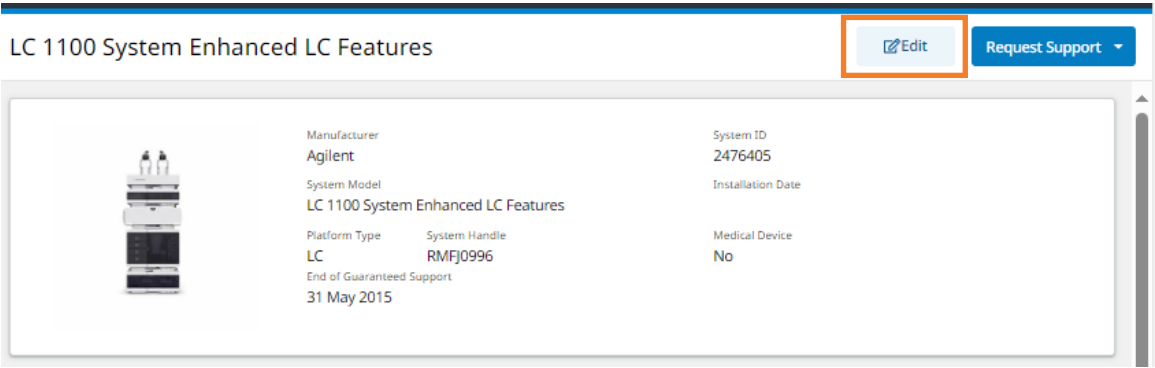 LC 1100 System Enhanced LC Features
Edit
Request Support
Manufacturer
Agilent
System ID
2476405
System Model
LC 1100 System Enhanced LC Features
Installation Date
Platform Type
LC
System Handle
RMFJ0996
Medical Device
No
End of Guaranteed Support
31 May 2015